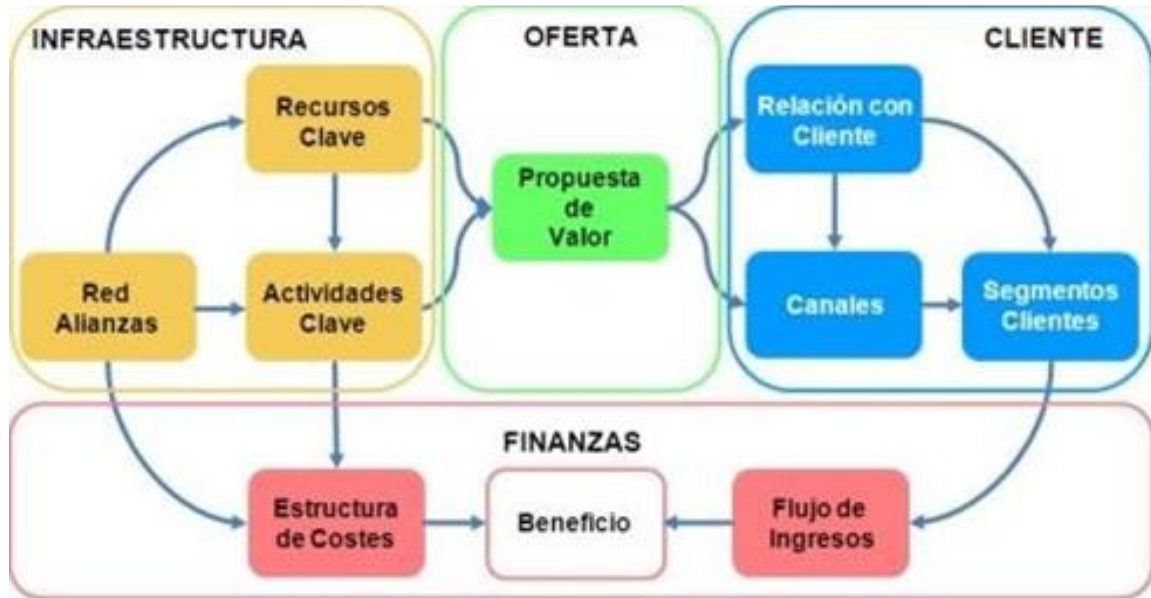 INFRAESTRUCTURA
OFERTA
CLIENTE
Recursos
Clave
Relación con
Cliente
Propuesta
de
Valor
Red
Alianzas
Actividades
Clave
Canales
Segmentos
Clientes
FINANZAS
Estructura
de Costes
Beneficio
Flujo de
Ingresos